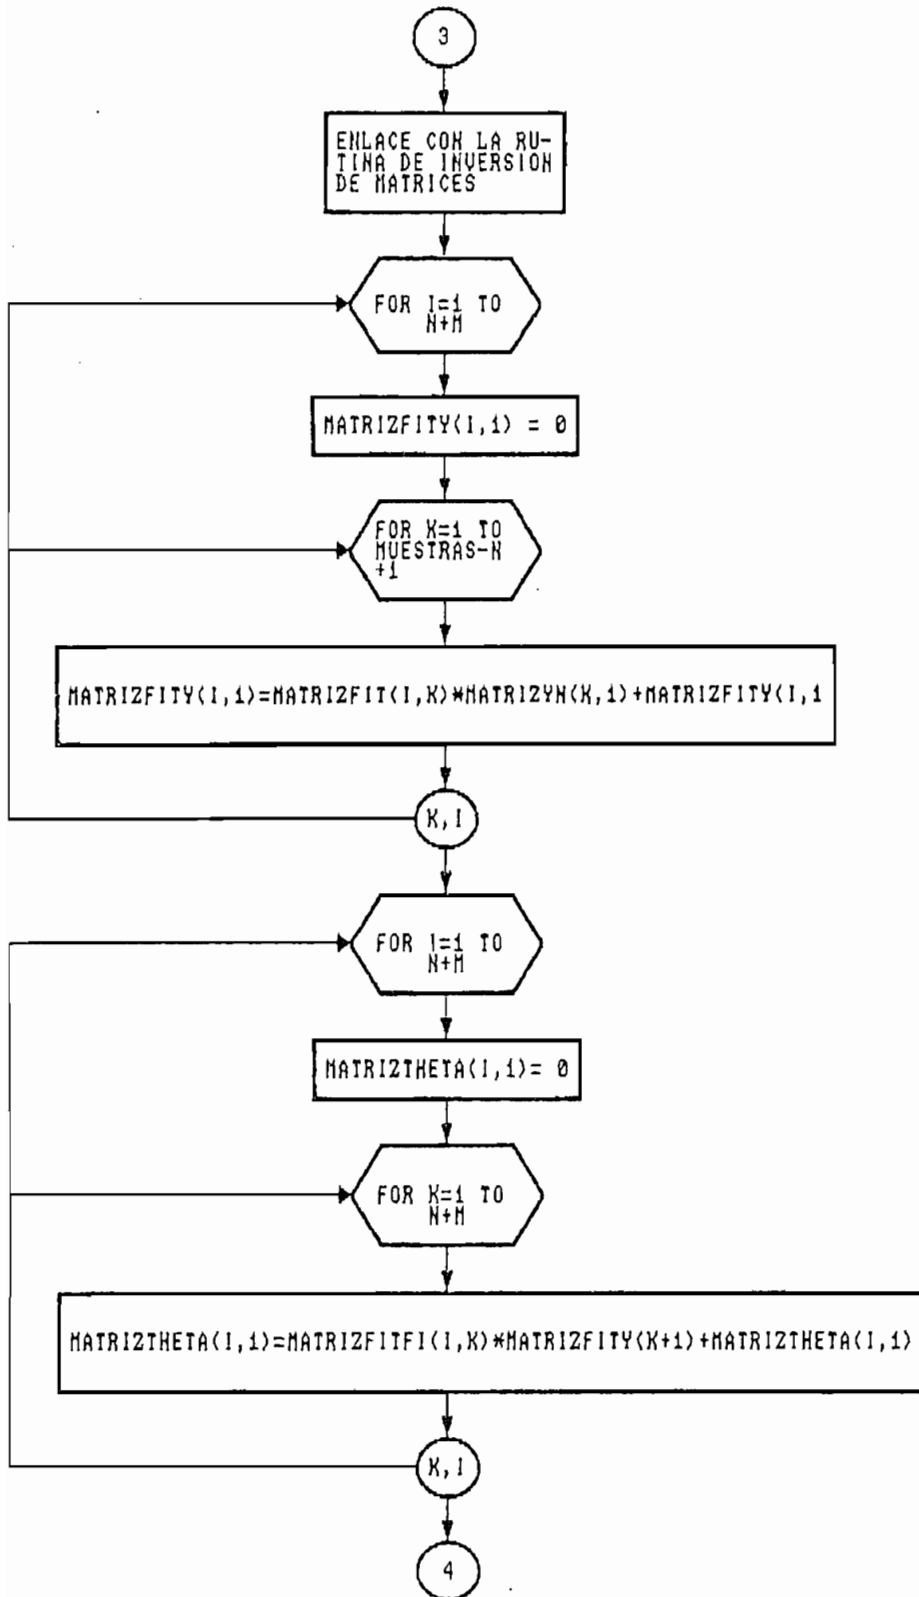 3
ENLACE CON LA RU-
TINA DE INVERSION
DE MATRICES
FOR I=1 TO
N+M
MATRIZFITY(I,1) = 0
FOR K=1 TO
MUESTRAS-N
+1
MATRIZFITY(I,1)=MATRIZFIT(I,K)*MATRIZYN(K,1)+MATRIZFITY(I,1
K,I
FOR I=1 TO
N+M
MATRIZTHETA(I,1)= 0
FOR K=1 TO
N+M
MATRIZTHETA(I,1)=MATRIZFITFI(I,K)*MATRIZFITY(K+1)+MATRIZTHETA(I,1)
K,I
4